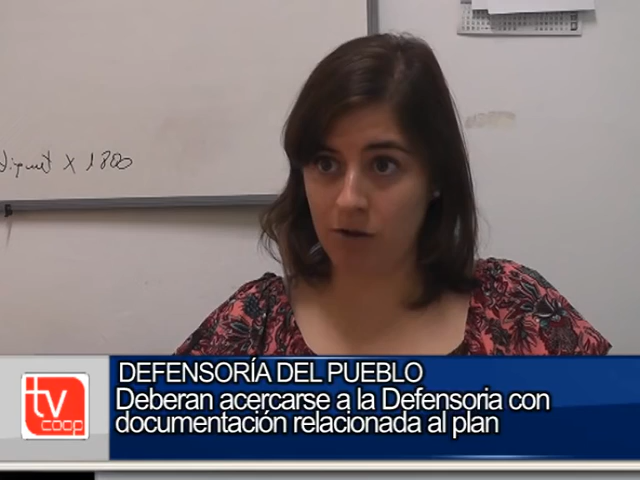 x 1800
DEFENSORÍA DEL PUEBLO
Deberan acercarse a la Defensoria con
documentación relacionada al plan
tv
coop